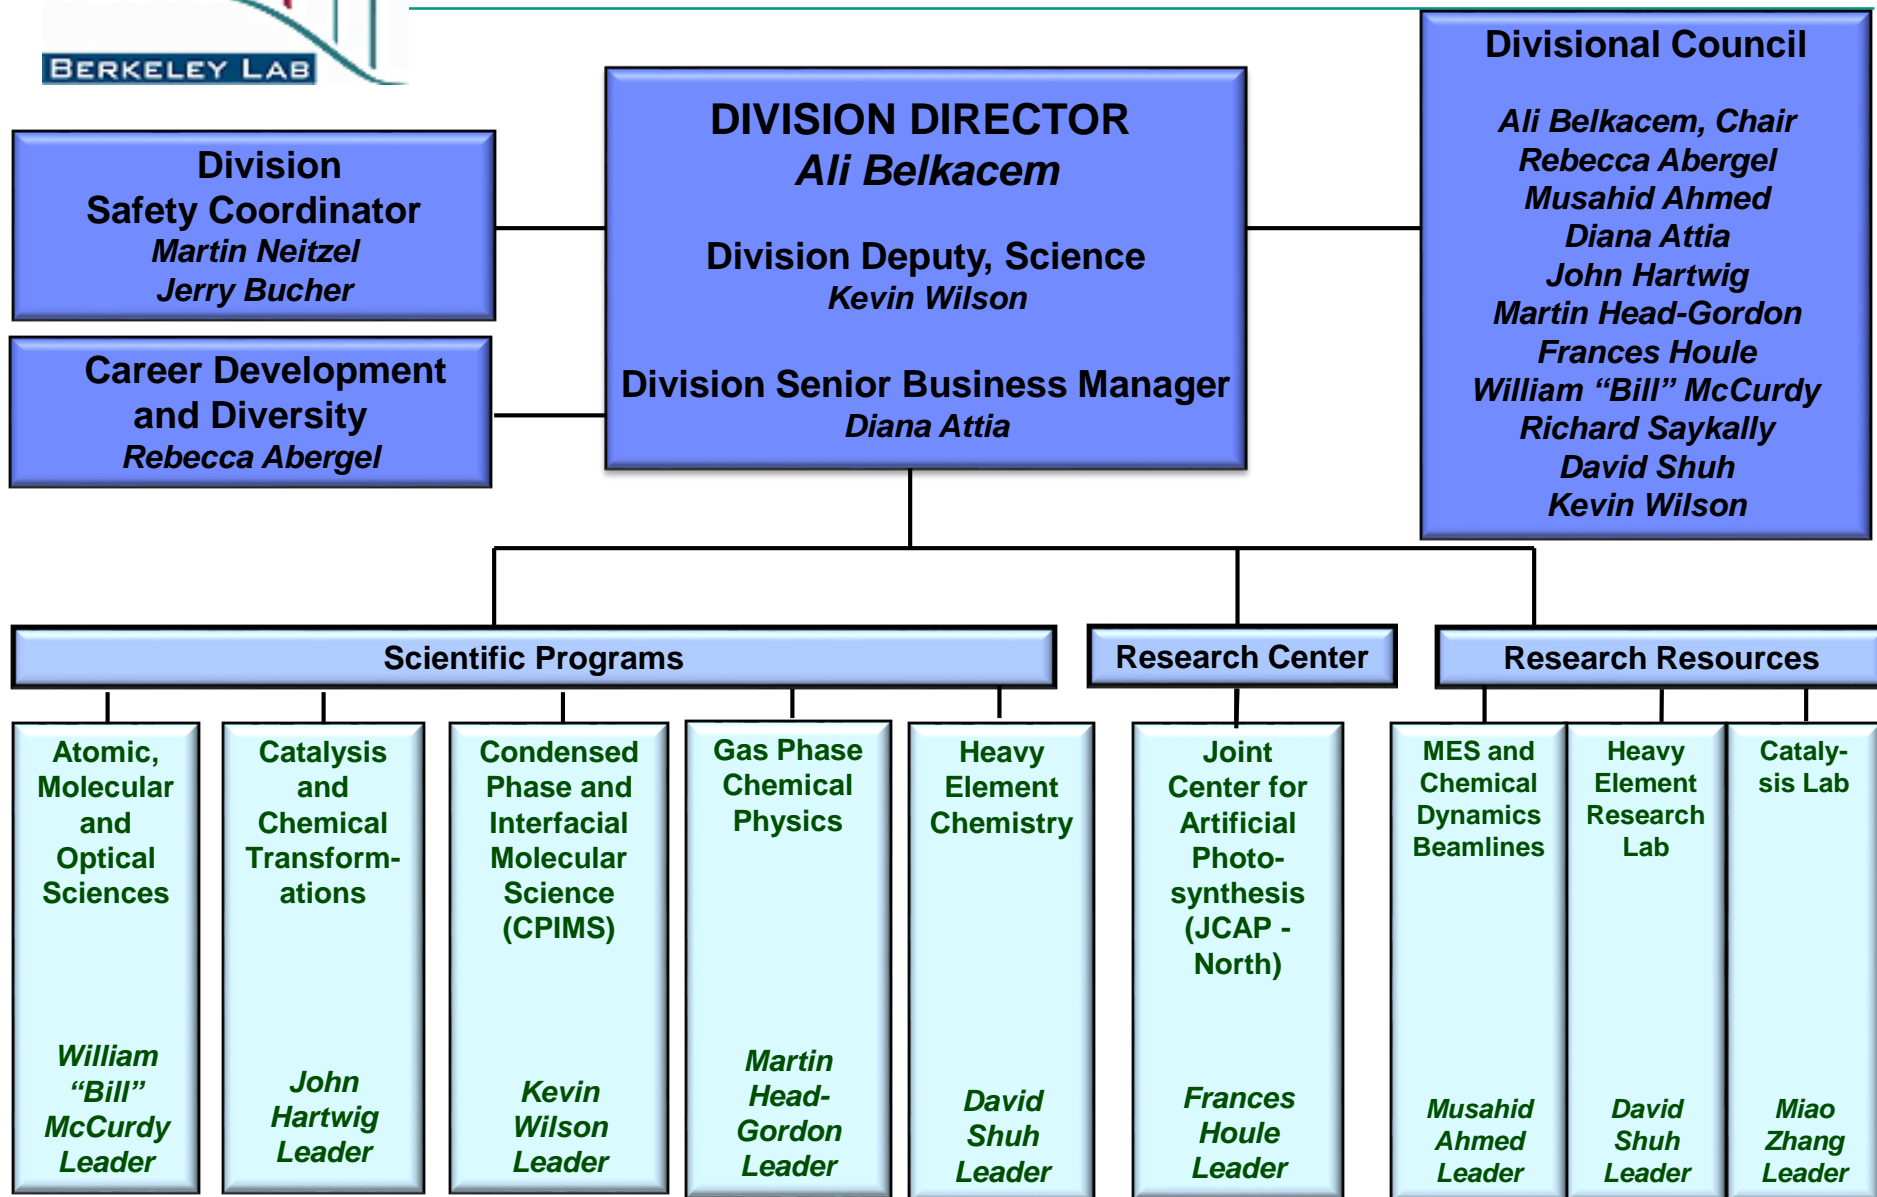 BERKELEY LAB
Division
Safety Coordinator
Martin Neitzel
Jerry Bucher
Career Development
and Diversity
Rebecca Abergel
DIVISION DIRECTOR
Ali Belkacem
Division Deputy, Science
Kevin Wilson
Division Senior Business Manager
Diana Attia
Divisional Council
Ali Belkacem, Chair
Rebecca Abergel
Musahid Ahmed
Diana Attia
John Hartwig
Martin Head-Gordon
Frances Houle
William “Bill” McCurdy
Richard Saykally
David Shuh
Kevin Wilson
Scientific Programs
Research Center
Research Resources
Atomic,
Molecular
and
Optical
Sciences
William
“Bill”
McCurdy
Leader
Catalysis
and
Chemical
Transform-
ations
John
Hartwig
Leader
Condensed
Phase and
Interfacial
Molecular
Science
(CPIMS)
Kevin
Wilson
Leader
Gas Phase
Chemical
Physics
Martin
Head-
Gordon
Leader
Heavy
Element
Chemistry
David
Shuh
Leader
Joint
Center for
Artificial
Photo-
synthesis
(JCAP -
North)
Frances
Houle
Leader
MES and
Chemical
Dynamics
Beamlines
Musahid
Ahmed
Leader
Heavy
Element
Research
Lab
David
Shuh
Leader
Cataly-
sis Lab
Miao
Zhang
Leader